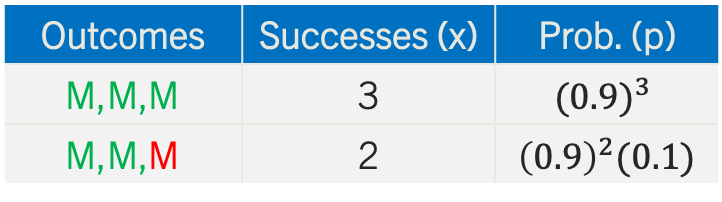 Outcomes Successes (x) Prob. (p)
M,M,M 3 (0.9)³
M,M,M 2 (0.9)²(0.1)